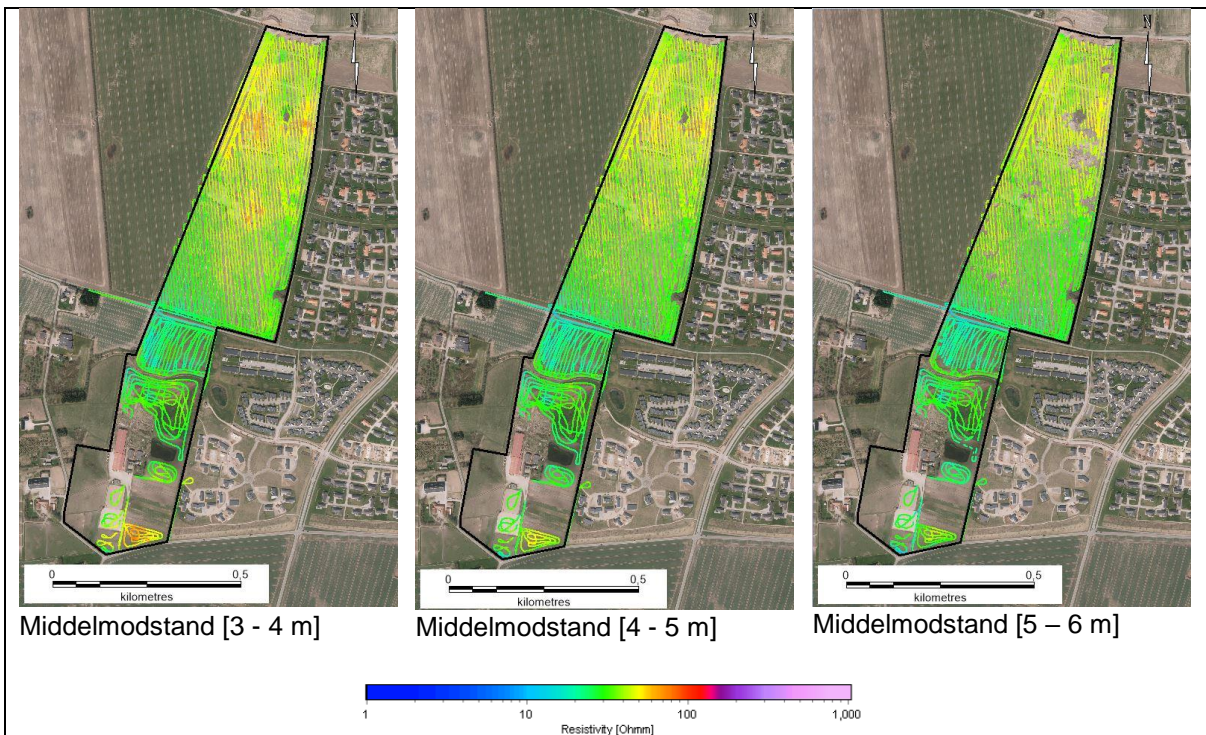 N
N
N
0 0,5
kilometres
0 0,5
kilometres
0 0,5
kilometres
Middelmodstand [3 - 4 m]
Middelmodstand [4 - 5 m]
Middelmodstand [5 – 6 m]
1 10 100 1,000
Resistivity [Ohmm]